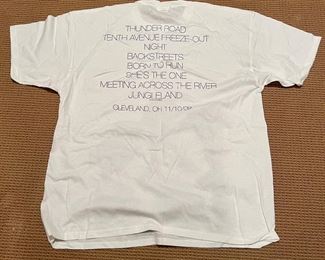 THUNDER ROAD
TENTH AVENUE FREEZE-OUT
NIGHT
BACKSTREETS
BORN TO RUN
SHE'S THE ONE
MEETING ACROSS THE RIVER
JUNGLELAND
CLEVELAND, OH